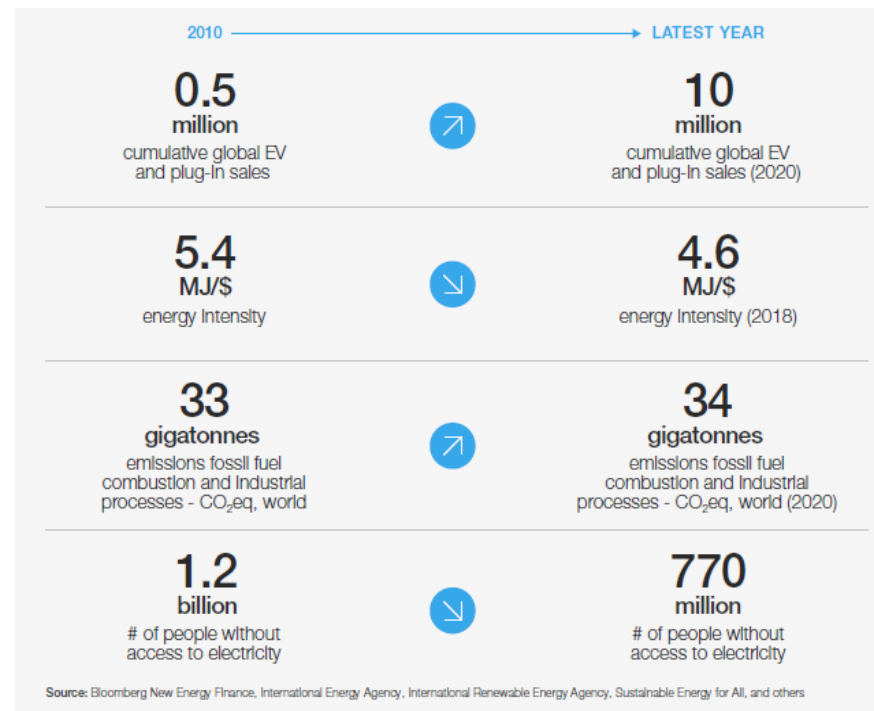 2010 LATEST YEAR
0.5
million
cumulative global EV
and plug-in sales
10
million
cumulative global EV
and plug-in sales (2020)
5.4
MJ/$
energy intensity
4.6
MJ/$
energy intensity (2018)
33
gigatonnes
emissions fossil fuel
combustion and industrial
processes - CO₂eq, world
34
gigatonnes
emissions fossil fuel
combustion and industrial
processes - CO₂eq, world (2020)
1.2
billion
# of people without
access to electricity
770
million
# of people without
access to electricity
Source: Bloomberg New Energy Finance, International Energy Agency, International Renewable Energy Agency, Sustainable Energy for All, and others